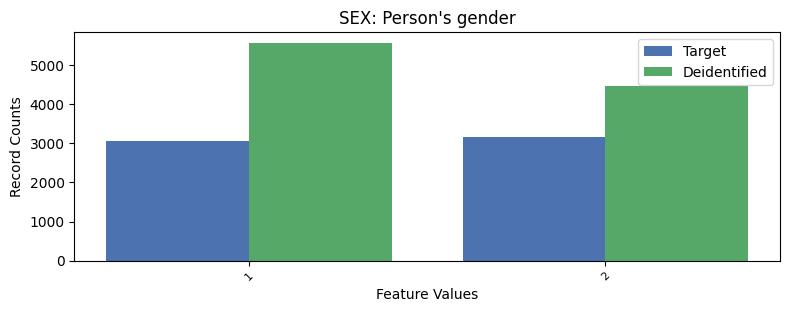 SEX: Person's gender
Target
Deidentified
Record Counts
5000
4000
3000
2000
1000
0
1
2
Feature Values